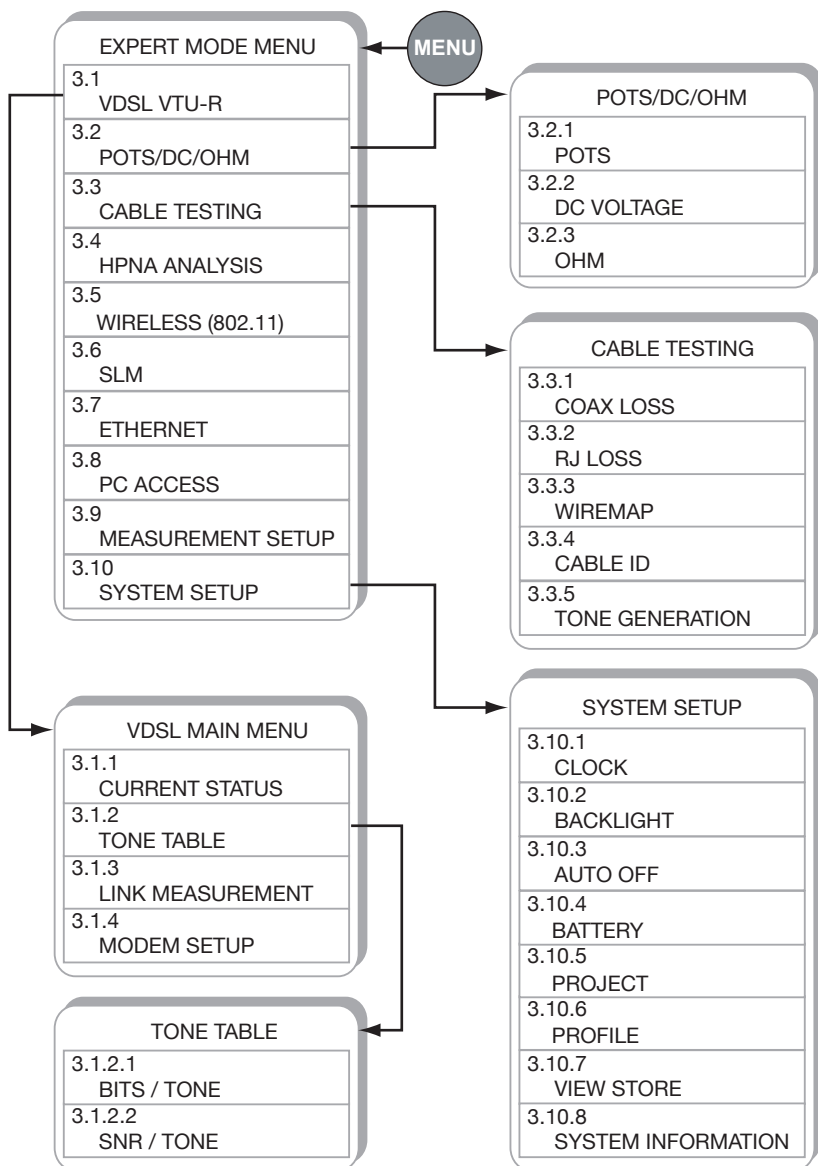 EXPERT MODE MENU
MENU
3.1
VDSL VTU-R
3.2
POTS/DC/OHM
3.3
CABLE TESTING
3.4
HPNA ANALYSIS
3.5
WIRELESS (802.11)
3.6
SLM
3.7
ETHERNET
3.8
PC ACCESS
3.9
MEASUREMENT SETUP
3.10
SYSTEM SETUP
VDSL MAIN MENU
3.1.1
CURRENT STATUS
3.1.2
TONE TABLE
3.1.3
LINK MEASUREMENT
3.1.4
MODEM SETUP
TONE TABLE
3.1.2.1
BITS / TONE
3.1.2.2
SNR / TONE
POTS/DC/OHM
3.2.1
POTS
3.2.2
DC VOLTAGE
3.2.3
OHM
CABLE TESTING
3.3.1
COAX LOSS
3.3.2
RJ LOSS
3.3.3
WIREMAP
3.3.4
CABLE ID
3.3.5
TONE GENERATION
SYSTEM SETUP
3.10.1
CLOCK
3.10.2
BACKLIGHT
3.10.3
AUTO OFF
3.10.4
BATTERY
3.10.5
PROJECT
3.10.6
PROFILE
3.10.7
VIEW STORE
3.10.8
SYSTEM INFORMATION